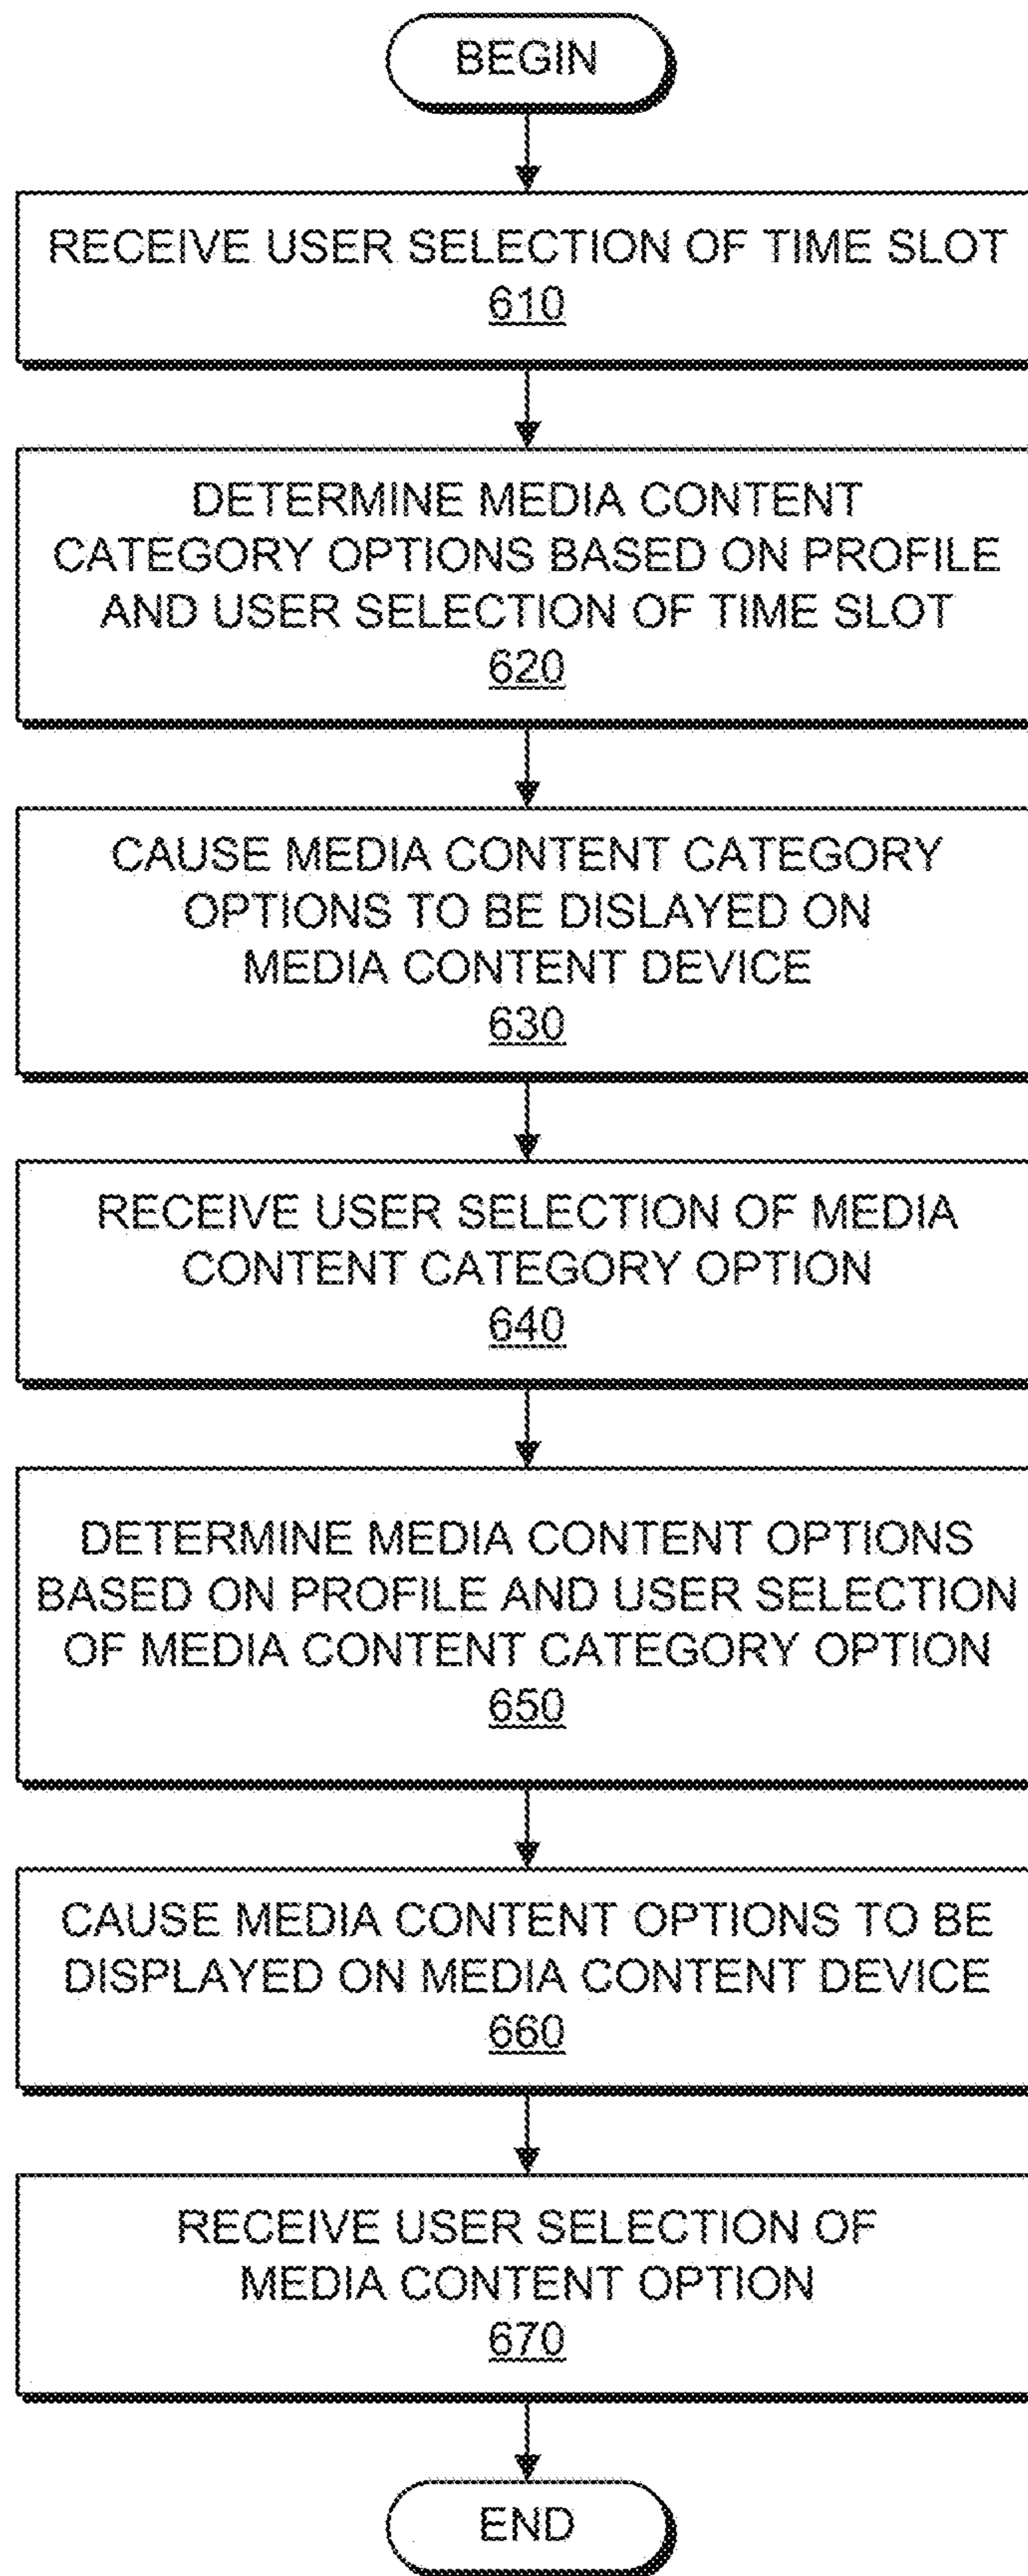 BEGIN
RECEIVE USER SELECTION OF TIME SLOT
610
DETERMINE MEDIA CONTENT
CATEGORY OPTIONS BASED ON PROFILE
AND USER SELECTION OF TIME SLOT
620
CAUSE MEDIA CONTENT CATEGORY
OPTIONS TO BE DISLAYED ON
MEDIA CONTENT DEVICE
630
RECEIVE USER SELECTION OF MEDIA
CONTENT CATEGORY OPTION
640
DETERMINE MEDIA CONTENT OPTIONS
BASED ON PROFILE AND USER SELECTION
OF MEDIA CONTENT CATEGORY OPTION
650
CAUSE MEDIA CONTENT OPTIONS TO BE
DISPLAYED ON MEDIA CONTENT DEVICE
660
RECEIVE USER SELECTION OF
MEDIA CONTENT OPTION
670
END